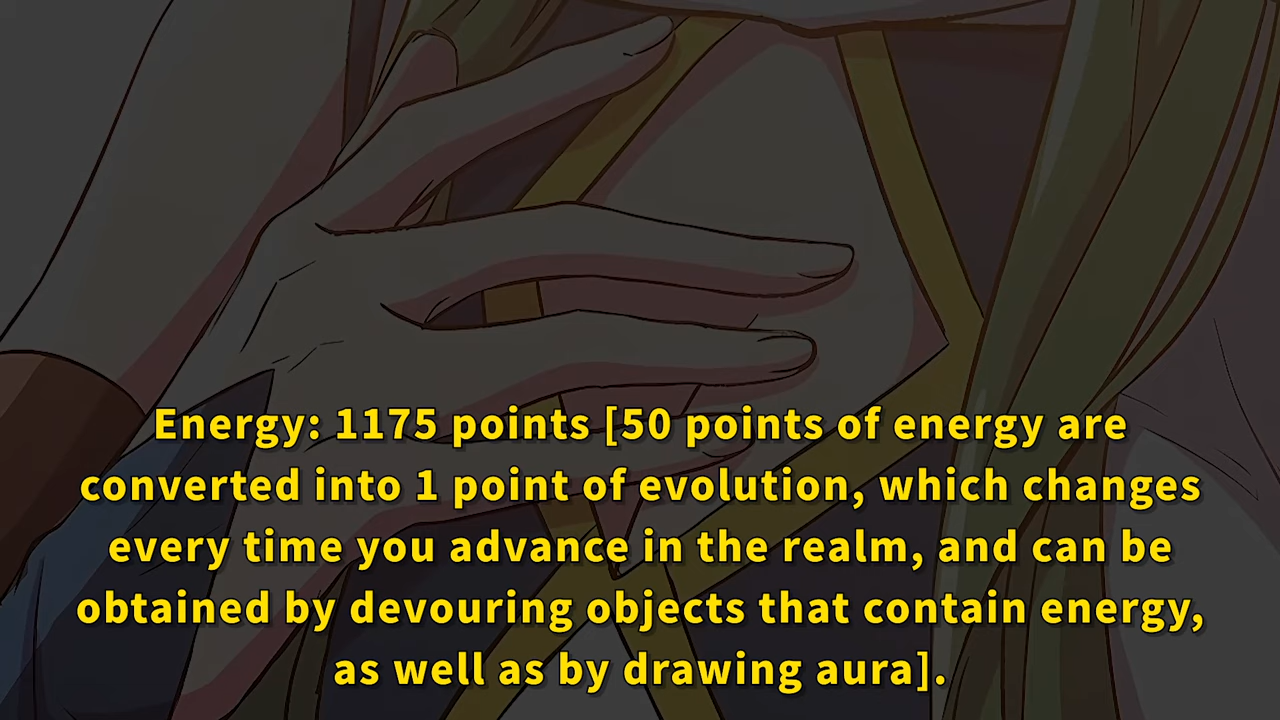 Energy: 1175 points [50 points of energy are
converted into 1 point of evolution, which changes
every time you advance in the realm, and can be
obtained by devouring objects that contain energy,
as well as by drawing aura].